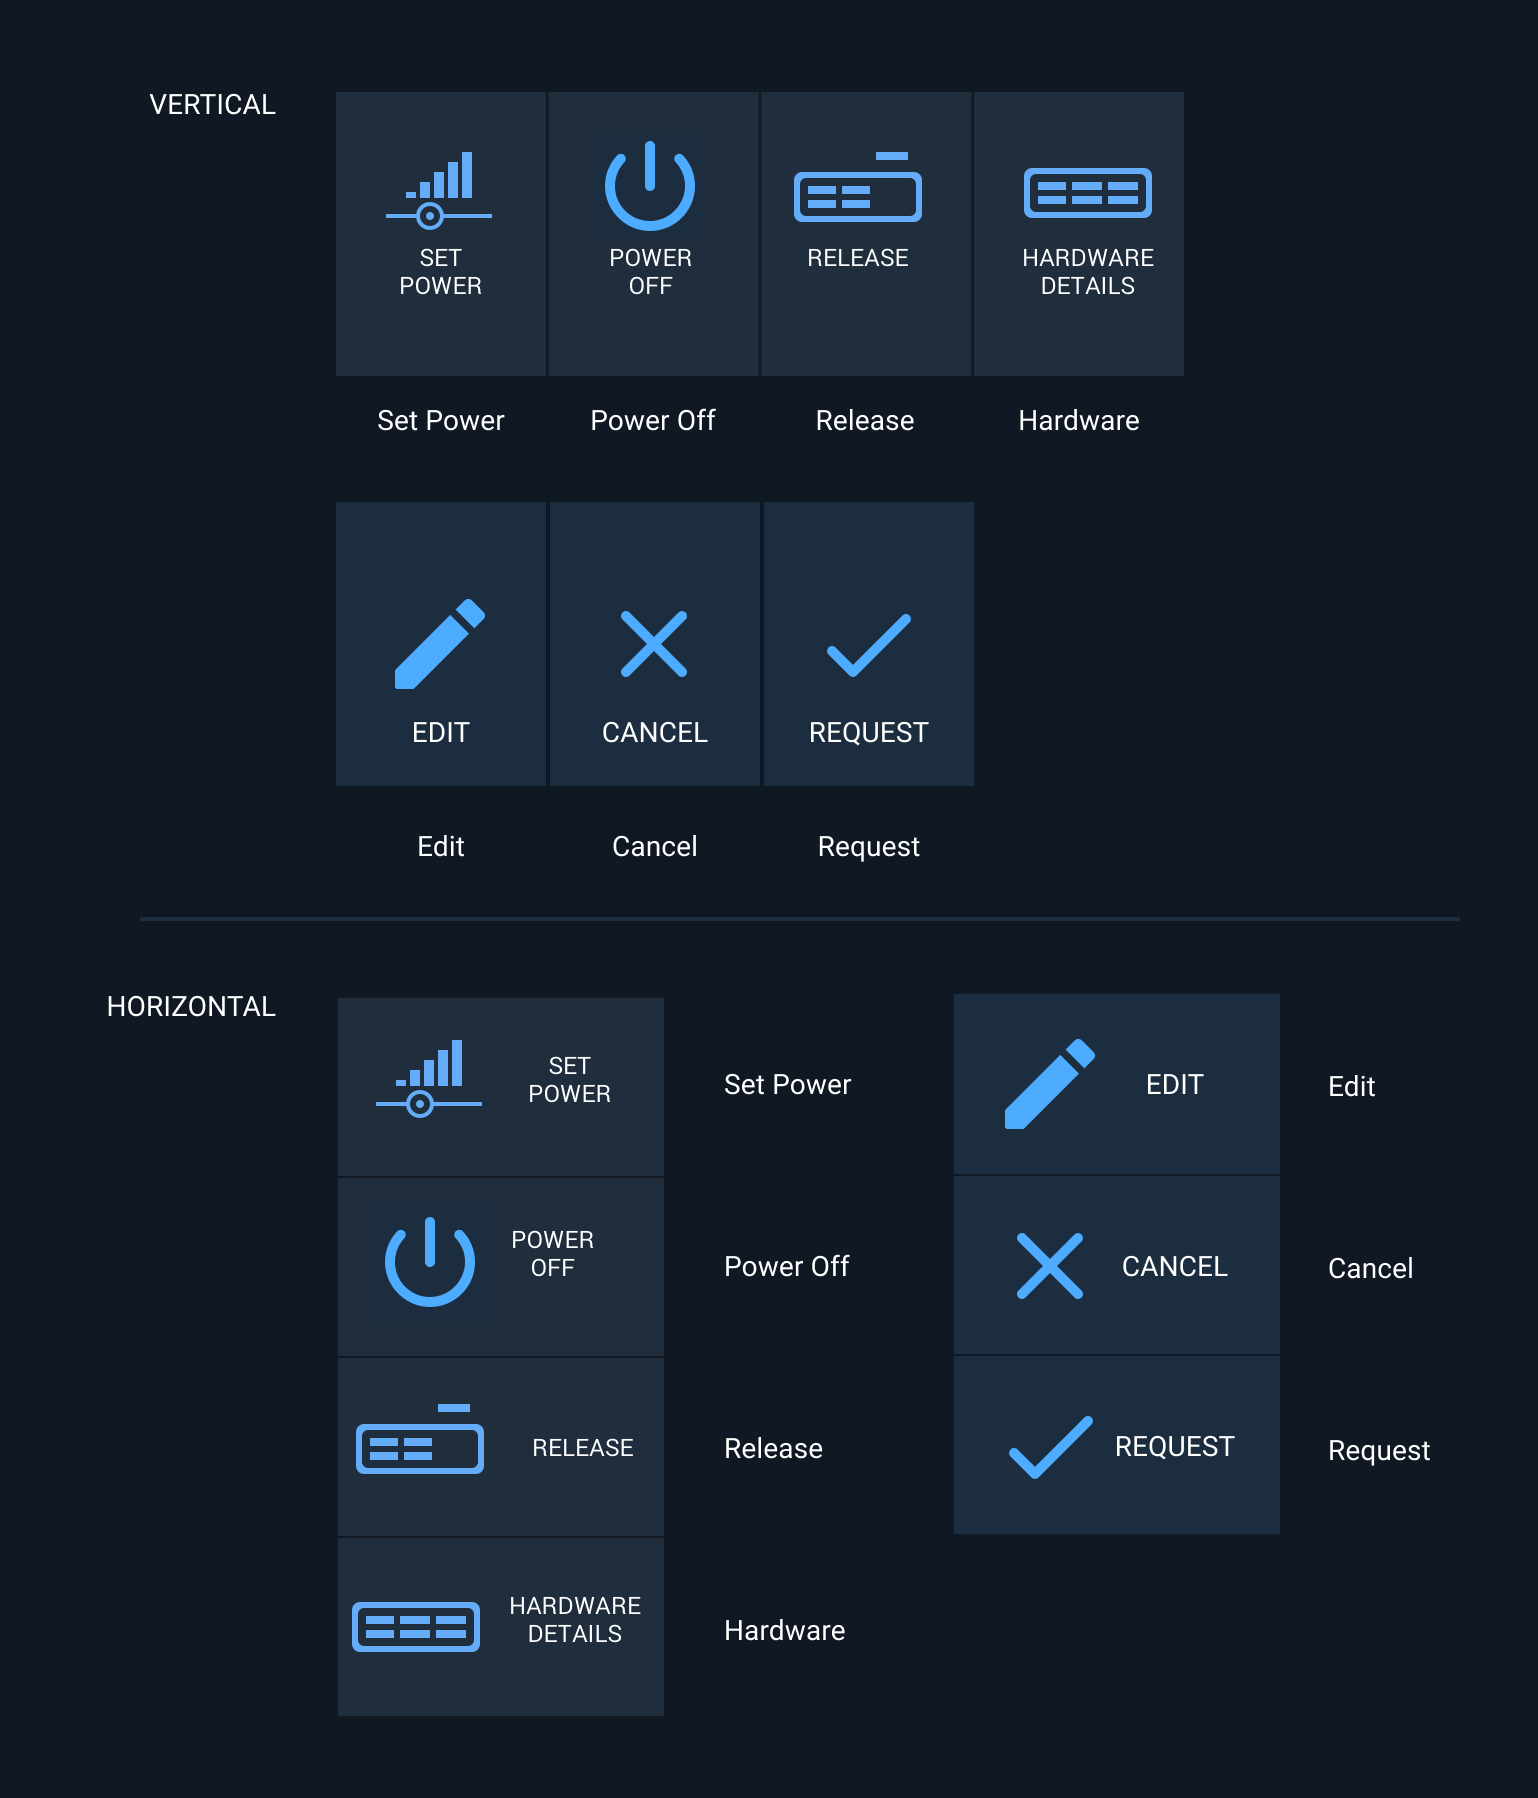 VERTICAL
SET
POWER
POWER
OFF
RELEASE
HARDWARE
DETAILS
Set Power
Power Off
Release
Hardware
EDIT
CANCEL
REQUEST
Edit
Cancel
Request
HORIZONTAL
SET
POWER
Set Power
POWER
OFF
Power Off
RELEASE
Release
HARDWARE
DETAILS
Hardware
EDIT
Edit
CANCEL
Cancel
REQUEST
Request